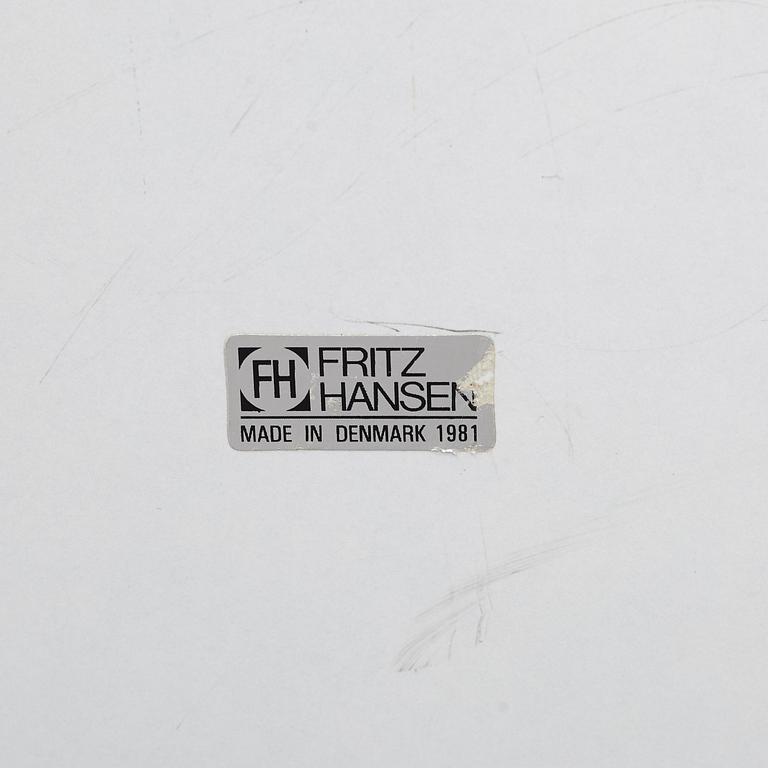 FH FRITZ
HANSEN
MADE IN DENMARK 1981